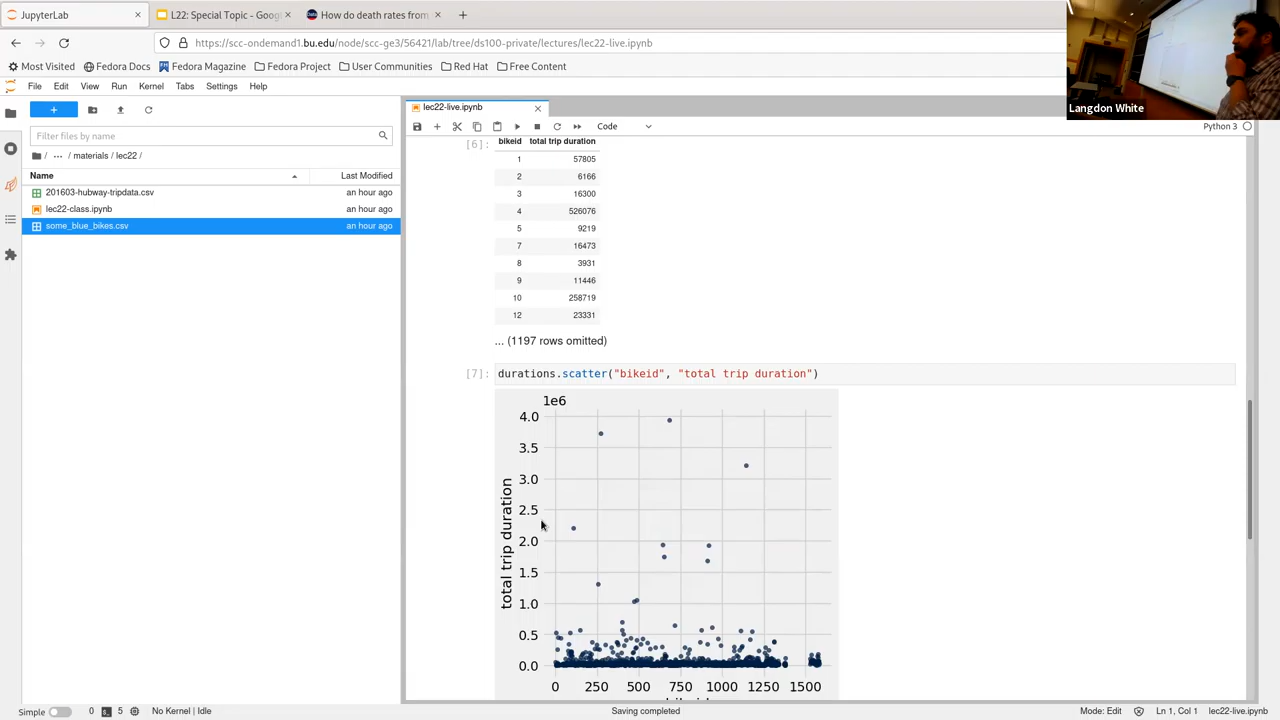 JupyterLab
L22: Special Topic - Goog
How do death rates from
https://scc-ondemand1.bu.edu/node/scc-ge3/56421/lab/tree/ds100-private/lectures/lec22-live.ipynb
Most Visited
Fedora Docs
Fedora Magazine
Fedora Project
User Communities
Red Hat
Free Content
Langdon White
File
Edit
View
Run
Kernel
Tabs
Settings
Help
lec22-live.ipynb
Filter files by name
Code
Python 3
/ ... / materials / lec22 /
Name
Last Modified
201603-hubway-tripdata.csv an hour ago
lec22-class.ipynb an hour ago
some_blue_bikes.csv an hour ago
[6]:
bikeid total trip duration
1 57805
2 6166
3 16300
4 526076
5 9219
7 16473
8 3931
9 11446
10 258719
12 23331
... (1197 rows omitted)
[7]: durations.scatter("bikeid", "total trip duration")
1e6
4.0
3.5
3.0
2.5
2.0
1.5
1.0
0.5
0.0
total trip duration
0 250 500 750 1000 1250 1500
Simple
0
5
No Kernel | Idle
Saving completed
Mode: Edit
Ln 1, Col 1
lec22-live.ipynb